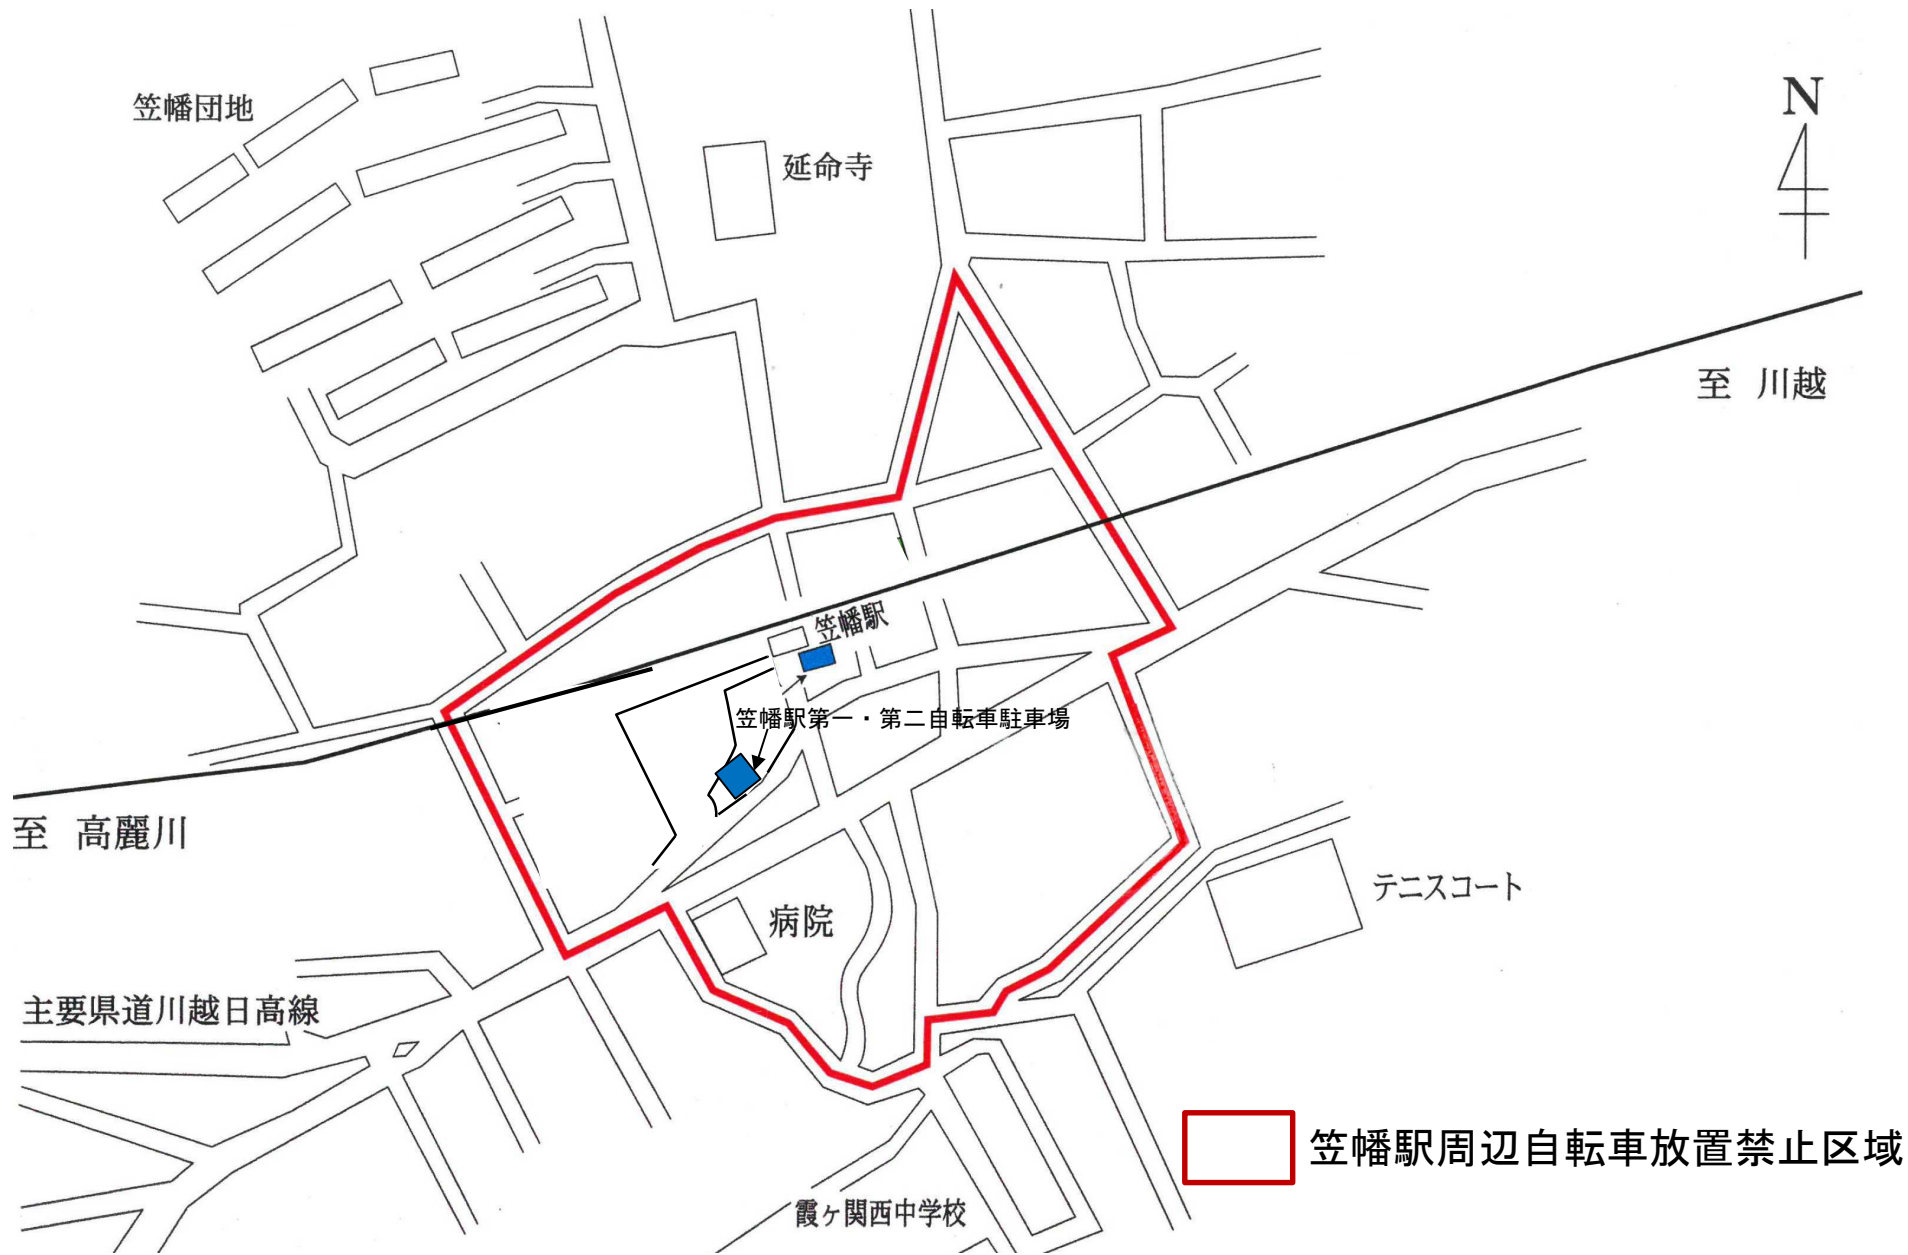 笠幡団地
N
延命寺
至 川越
笠幡駅
笠幡駅第一・第二自転車駐車場
至 高麗川
テニスコート
病院
主要県道川越日高線
笠幡駅周辺自転車放置禁止区域
霞ヶ関西中学校